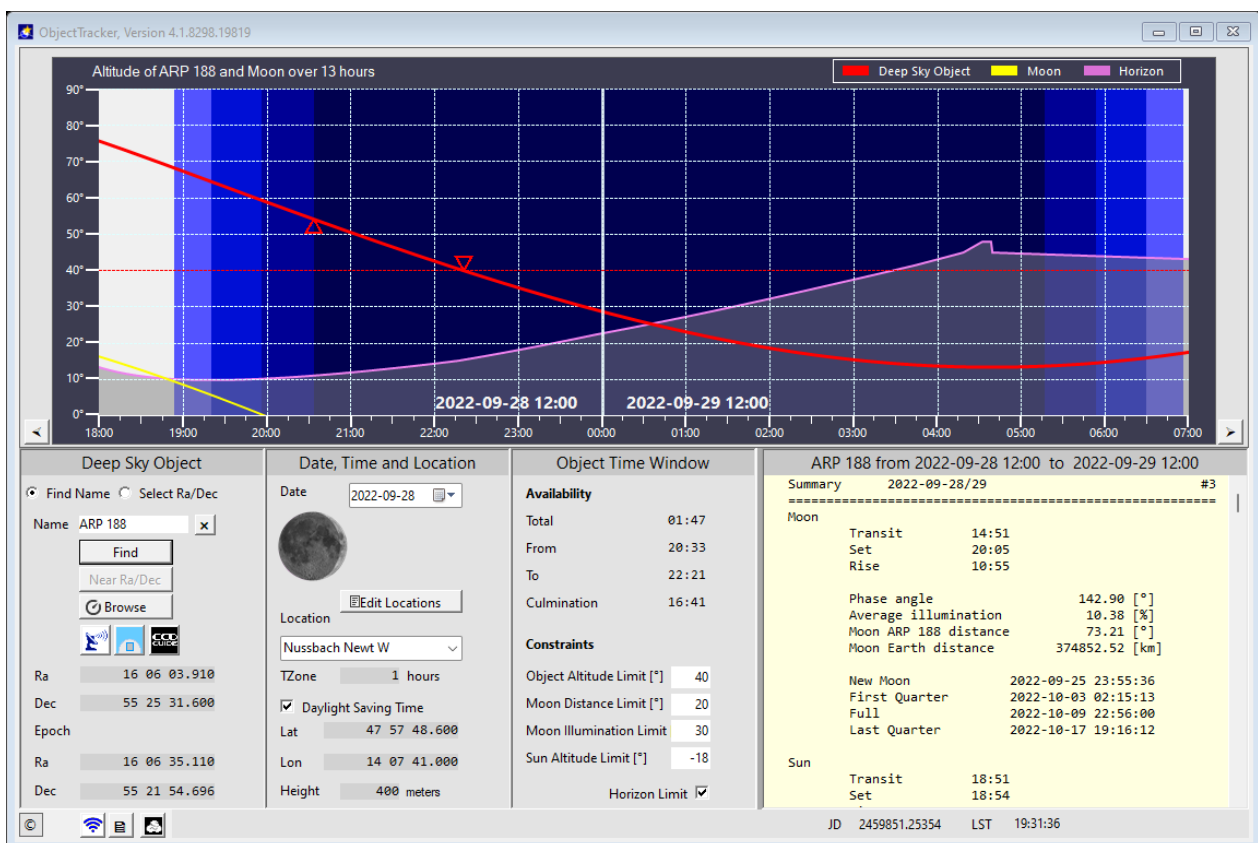 ObjectTracker, Version 4.1.8298.19819
Altitude of ARP 188 and Moon over 13 hours
Deep Sky Object Moon Horizon
90°
80°
70°
60°
50°
40°
30°
20°
10°
0°
2022-09-28 12:00 2022-09-29 12:00
18:00 19:00 20:00 21:00 22:00 23:00 00:00 01:00 02:00 03:00 04:00 05:00 06:00 07:00
Deep Sky Object
Find Name Select Ra/Dec
Name ARP 188 x
Find
Near Ra/Dec
Browse
CCD GUIDE
Ra 16 06 03.910
Dec 55 25 31.600
Epoch
Ra 16 06 35.110
Dec 55 21 54.696
Date, Time and Location
Date 2022-09-28
Edit Locations
Location
Nussbach Newt W
TZone 1 hours
Daylight Saving Time
Lat 47 57 48.600
Lon 14 07 41.000
Height 400 meters
Object Time Window
Availability
Total 01:47
From 20:33
To 22:21
Culmination 16:41
Constraints
Object Altitude Limit [°] 40
Moon Distance Limit [°] 20
Moon Illumination Limit 30
Sun Altitude Limit [°] -18
Horizon Limit
ARP 188 from 2022-09-28 12:00 to 2022-09-29 12:00
Summary 2022-09-28/29 #3
======================================================
Moon
Transit 14:51
Set 20:05
Rise 10:55
Phase angle 142.90 [°]
Average illumination 10.38 [%]
Moon ARP 188 distance 73.21 [°]
Moon Earth distance 374852.52 [km]
New Moon 2022-09-25 23:55:36
First Quarter 2022-10-03 02:15:13
Full 2022-10-09 22:56:00
Last Quarter 2022-10-17 19:16:12
Sun
Transit 18:51
Set 18:54
©
JD 2459851.25354 LST 19:31:36